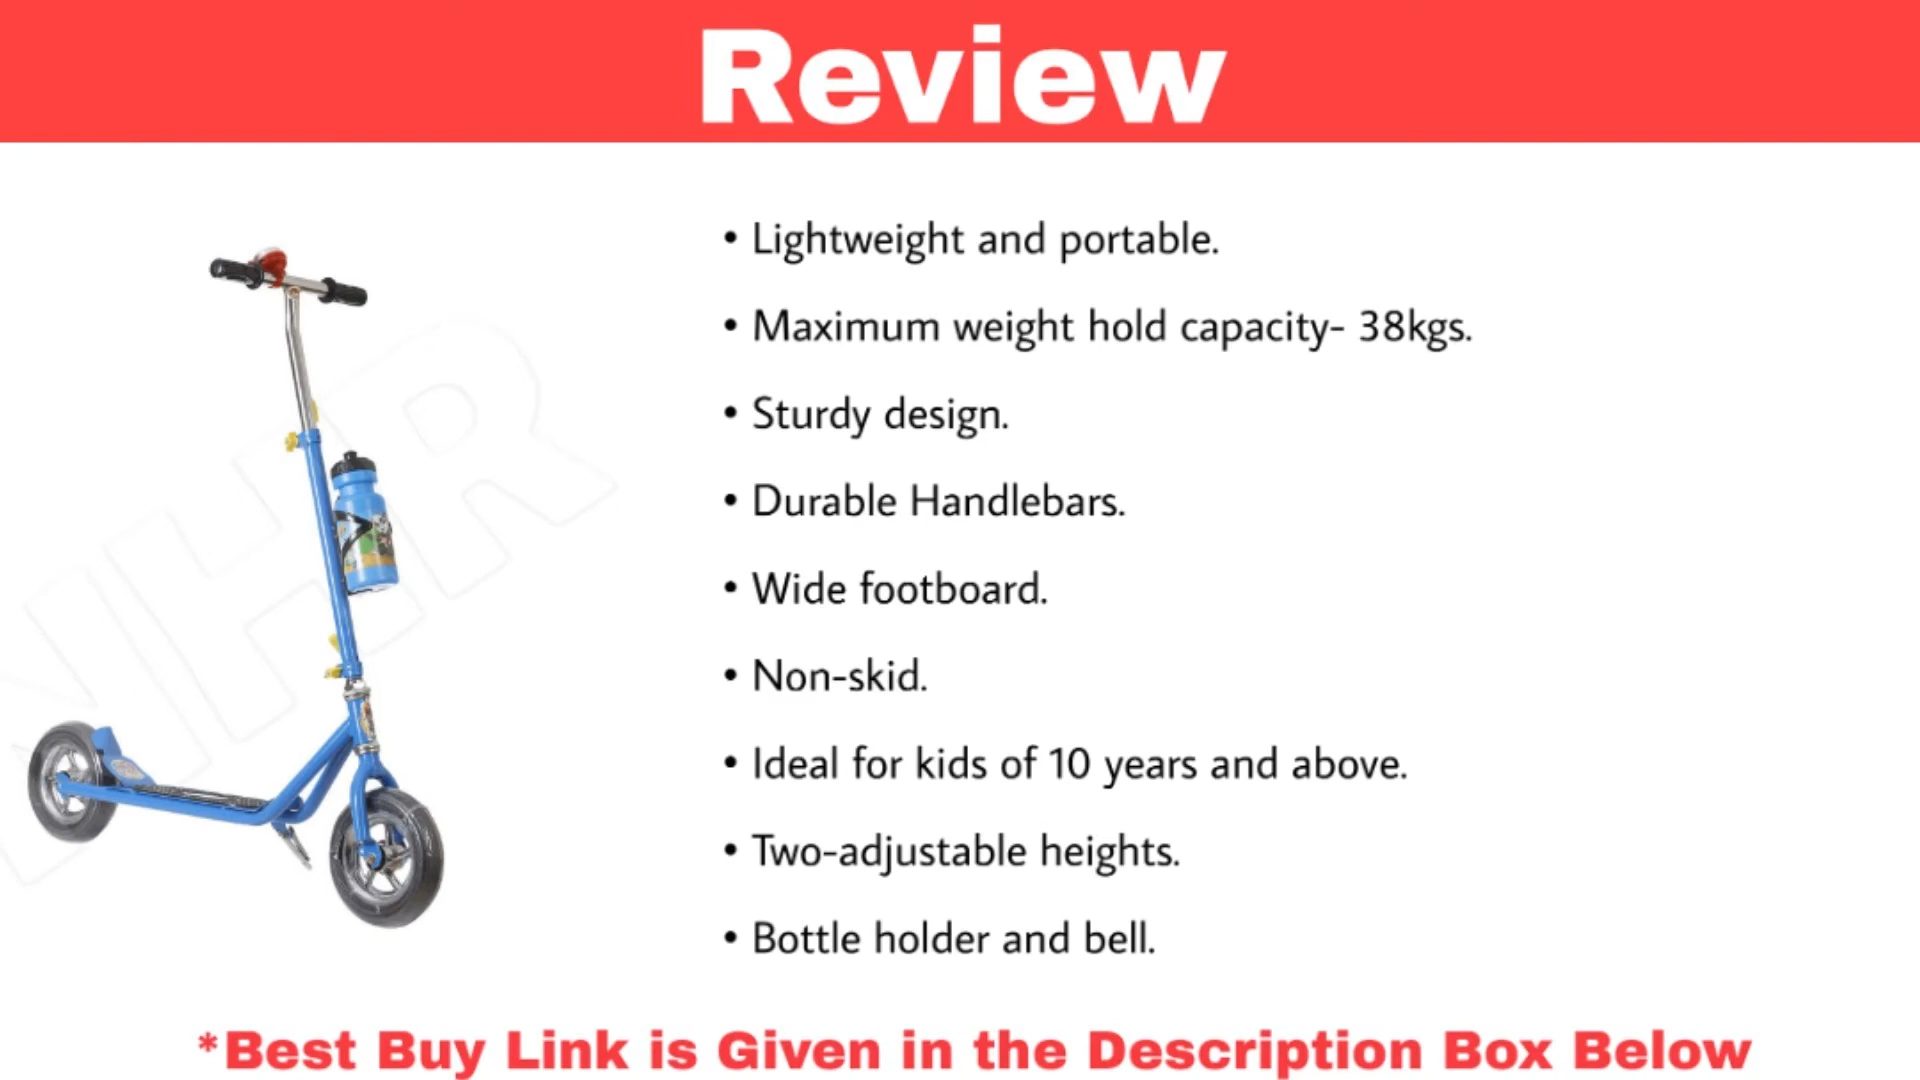 Review
• Lightweight and portable.
• Maximum weight hold capacity- 38kgs.
• Sturdy design.
• Durable Handlebars.
• Wide footboard.
• Non-skid.
• Ideal for kids of 10 years and above.
• Two-adjustable heights.
• Bottle holder and bell.
*Best Buy Link is Given in the Description Box Below
NHR